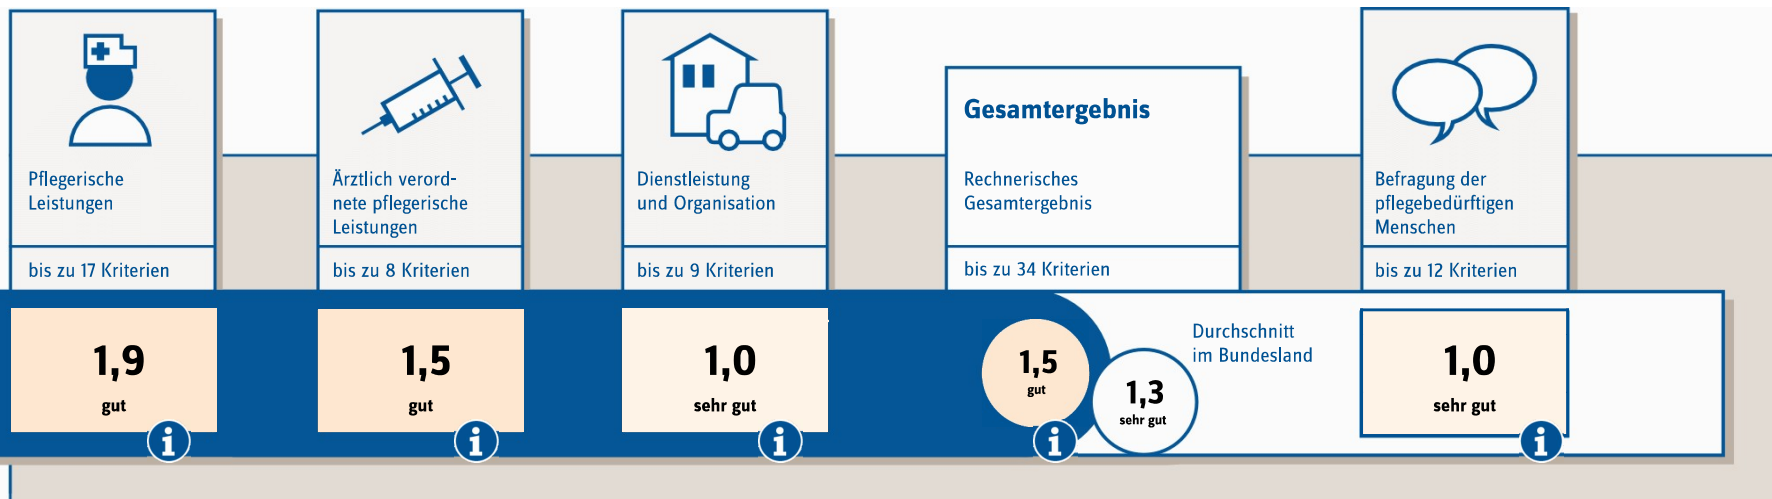 Pflegerische
Leistungen
bis zu 17 Kriterien
1,9
gut
i
Ärztlich verord-
nete pflegerische
Leistungen
bis zu 8 Kriterien
1,5
gut
i
Dienstleistung
und Organisation
bis zu 9 Kriterien
1,0
sehr gut
i
Gesamtergebnis
Rechnerisches
Gesamtergebnis
bis zu 34 Kriterien
1,5
gut
i
1,3
sehr gut
Durchschnitt
im Bundesland
Befragung der
pflegebedürftigen
Menschen
bis zu 12 Kriterien
1,0
sehr gut
i